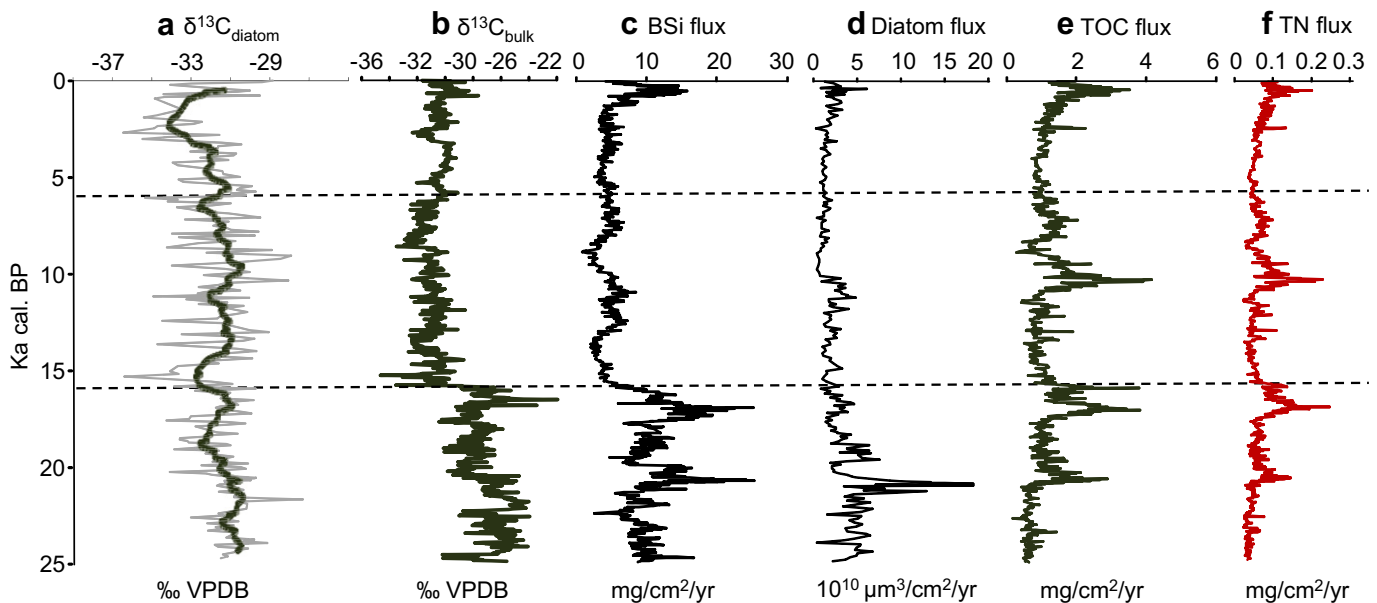 a δ13Cdiatom b δ13Cbulk c BSi flux d Diatom flux e TOC flux f TN flux
-37 -33 -29 -36 -33 -30 -26 -22 0 10 20 30 0 5 10 15 20 0 2 4 6 0 0.1 0.2 0.3
0
5
10
15
20
25
Ka cal. BP
‰ VPDB ‰ VPDB mg/cm2/yr 10^10 µm3/cm2/yr mg/cm2/yr mg/cm2/yr